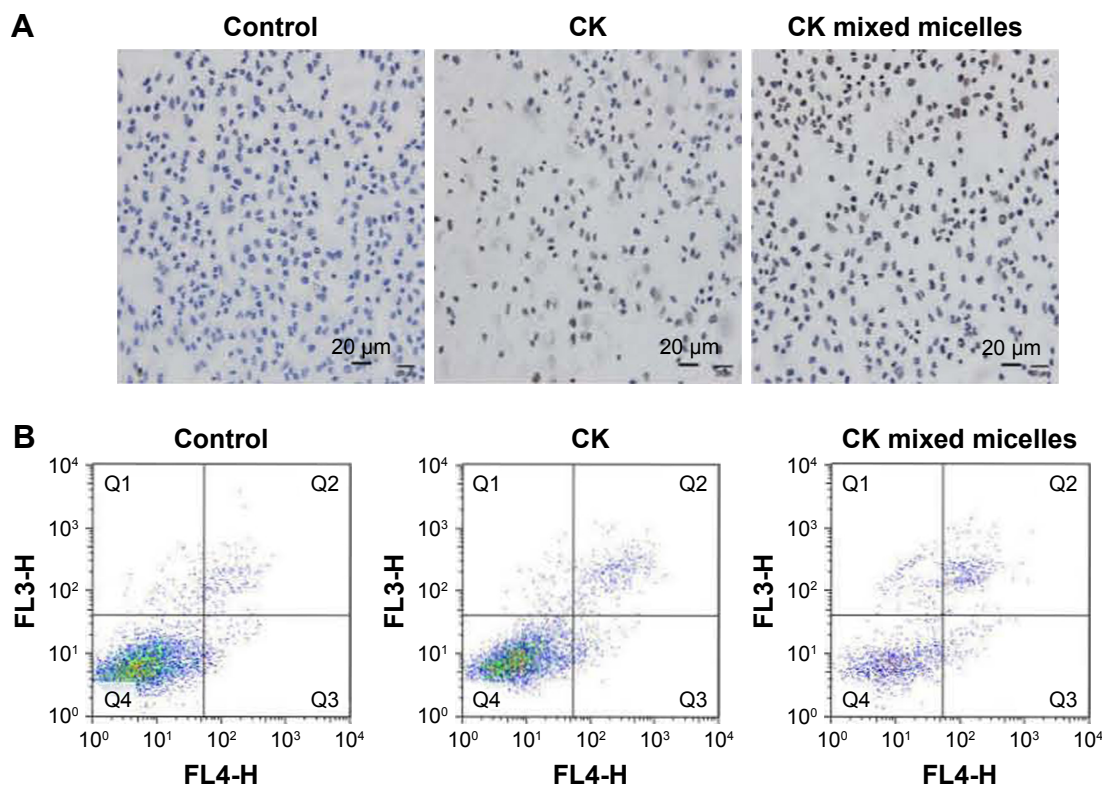 A
Control CK CK mixed micelles
20 µm 20 µm 20 µm
B
Control CK CK mixed micelles
10⁴ 10⁴ 10⁴
Q1 Q2 Q1 Q2 Q1 Q2
10³ 10³ 10³
FL3-H FL3-H FL3-H
10² 10² 10²
10¹ 10¹ 10¹
Q4 Q3 Q4 Q3 Q4 Q3
10⁰ 10⁰ 10⁰
10⁰ 10¹ 10² 10³ 10⁴ 10⁰ 10¹ 10² 10³ 10⁴ 10⁰ 10¹ 10² 10³ 10⁴
FL4-H FL4-H FL4-H